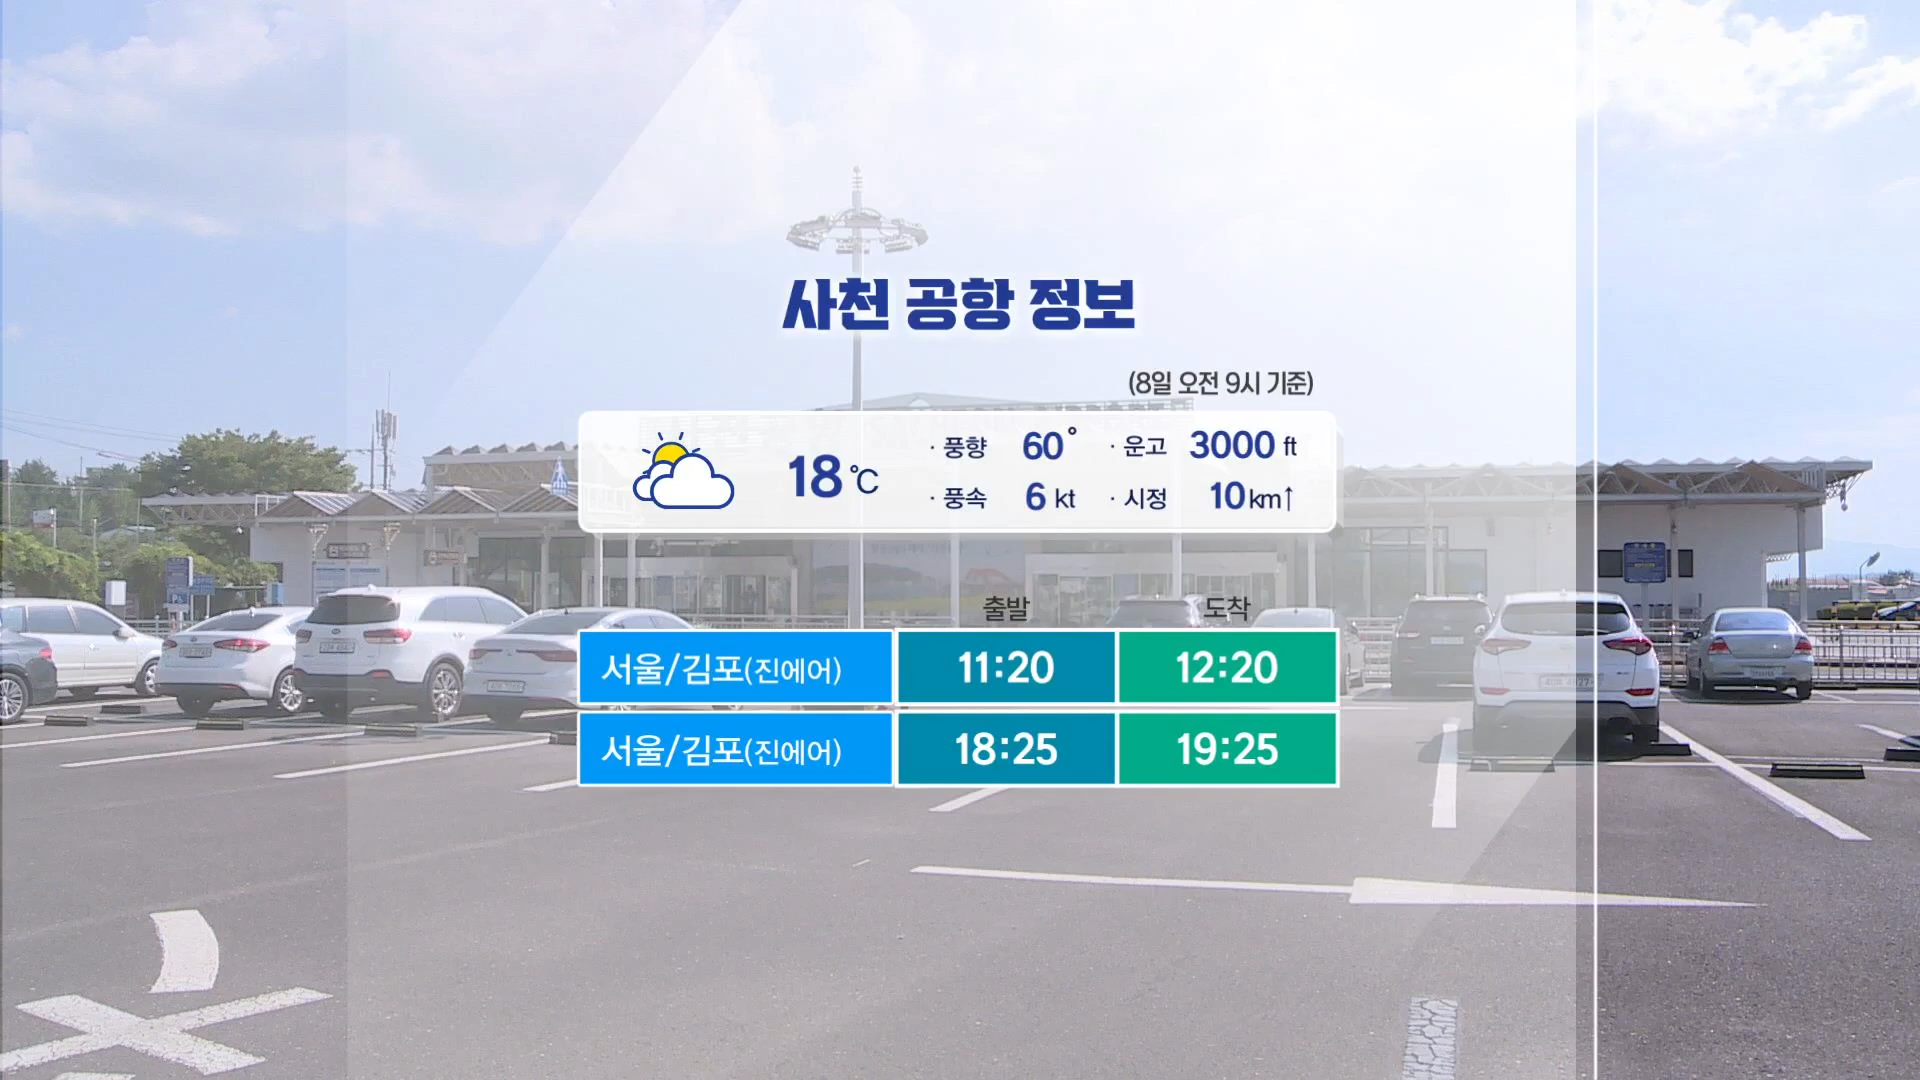 사천 공항 정보
(8일 오전 9시 기준)
18℃
· 풍향 60° · 운고 3000 ft
· 풍속 6 kt · 시정 10km↑
출발 도착
서울/김포(진에어) 11:20 12:20
서울/김포(진에어) 18:25 19:25